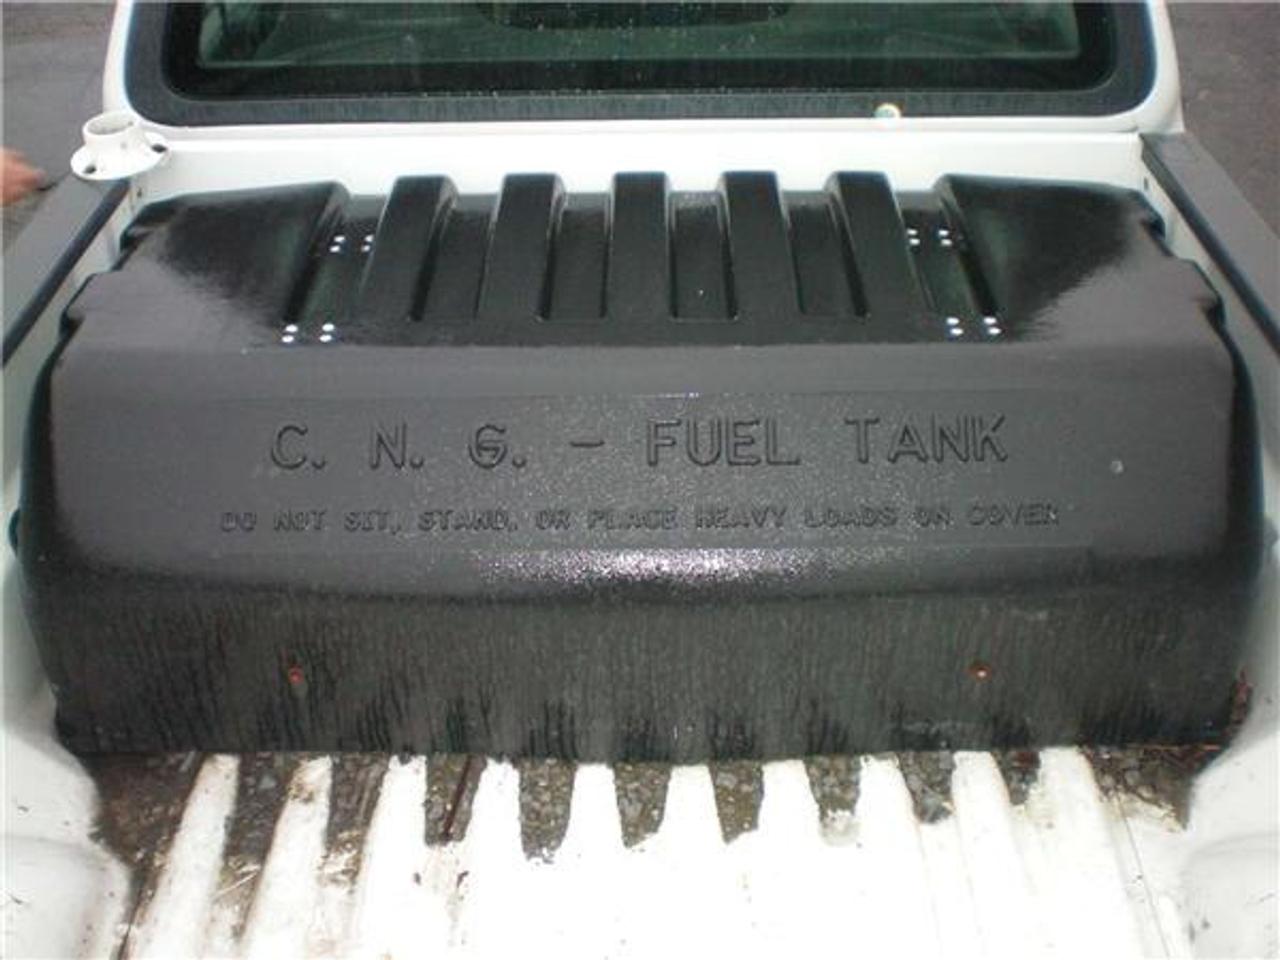 C. N. G. - FUEL TANK
DO NOT SIT, STAND, OR PLACE HEAVY LOADS ON COVER